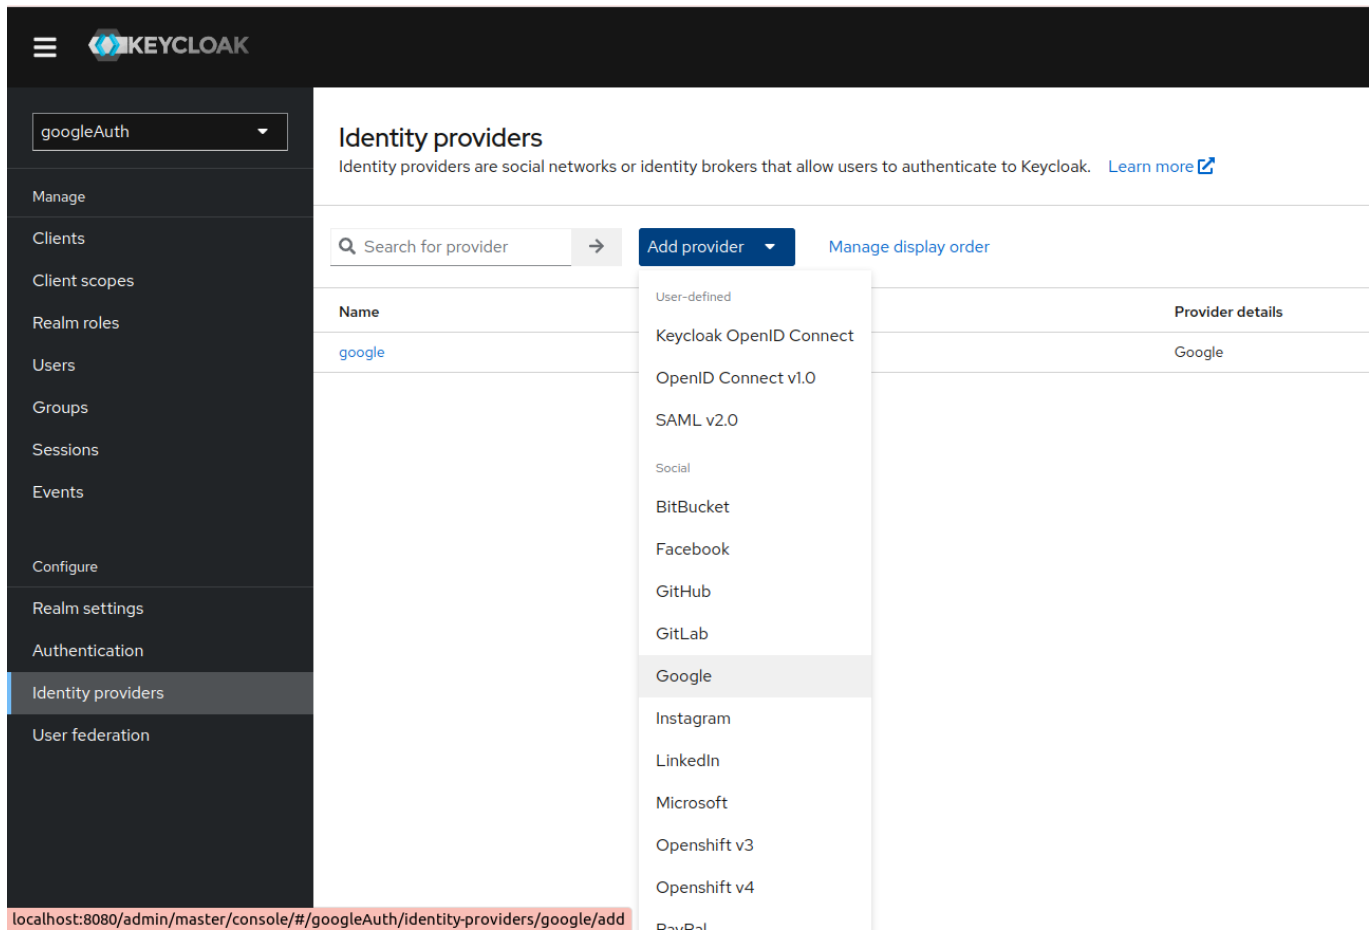 KEYCLOAK
googleAuth
Manage
Clients
Client scopes
Realm roles
Users
Groups
Sessions
Events
Configure
Realm settings
Authentication
Identity providers
User federation
Identity providers
Identity providers are social networks or identity brokers that allow users to authenticate to Keycloak. Learn more
Search for provider
Add provider
Manage display order
Name
Provider details
google
Google
User-defined
Keycloak OpenID Connect
OpenID Connect v1.0
SAML v2.0
Social
BitBucket
Facebook
GitHub
GitLab
Google
Instagram
LinkedIn
Microsoft
Openshift v3
Openshift v4
PayPal
localhost:8080/admin/master/console/#/googleAuth/identity-providers/google/add